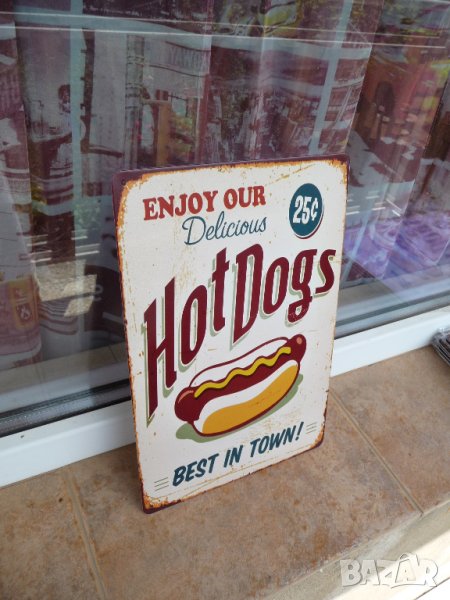 ENJOY OUR
Delicious
25¢
Hot Dogs
BEST IN TOWN!
BAZAR